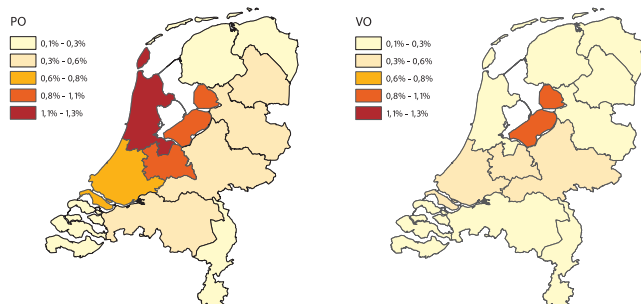 PO
0,1% – 0,3%
0,3% – 0,6%
0,6% – 0,8%
0,8% – 1,1%
1,1% – 1,3%
VO
0,1% – 0,3%
0,3% – 0,6%
0,6% – 0,8%
0,8% – 1,1%
1,1% – 1,3%